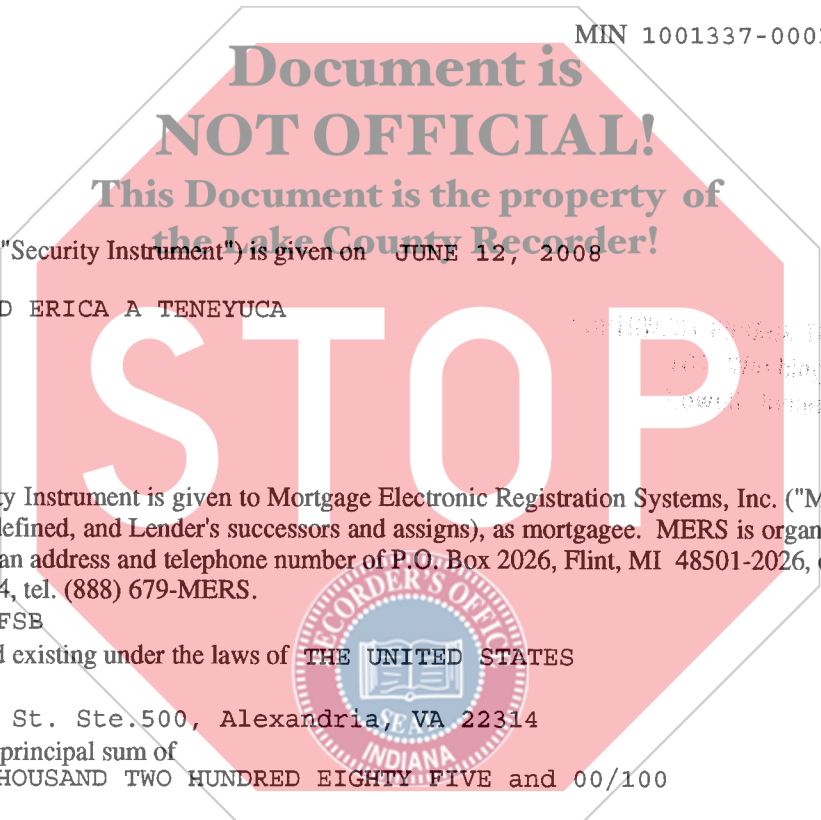 MIN 1001337-000
Document is
NOT OFFICIAL!
This Document is the property of
the Lake County Recorder!
"Security Instrument") is given on JUNE 12, 2008
D ERICA A TENEYUCA
STOP
ty Instrument is given to Mortgage Electronic Registration Systems, Inc. ("M
defined, and Lender's successors and assigns), as mortgagee. MERS is organ
an address and telephone number of P.O. Box 2026, Flint, MI 48501-2026,
4, tel. (888) 679-MERS.
FSB
d existing under the laws of THE UNITED STATES
St. Ste.500, Alexandria, VA 22314
principal sum of
HOUSAND TWO HUNDRED EIGHTY FIVE and 00/100
RECORDER'S OFFICE
SEAL
INDIANA